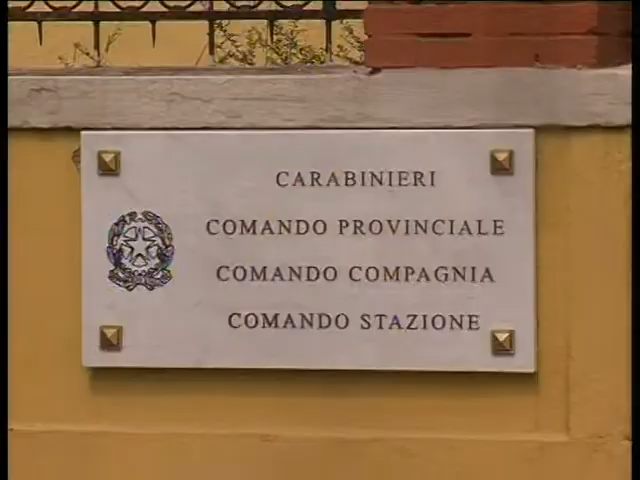 CARABINIERI
COMANDO PROVINCIALE
COMANDO COMPAGNIA
COMANDO STAZIONE